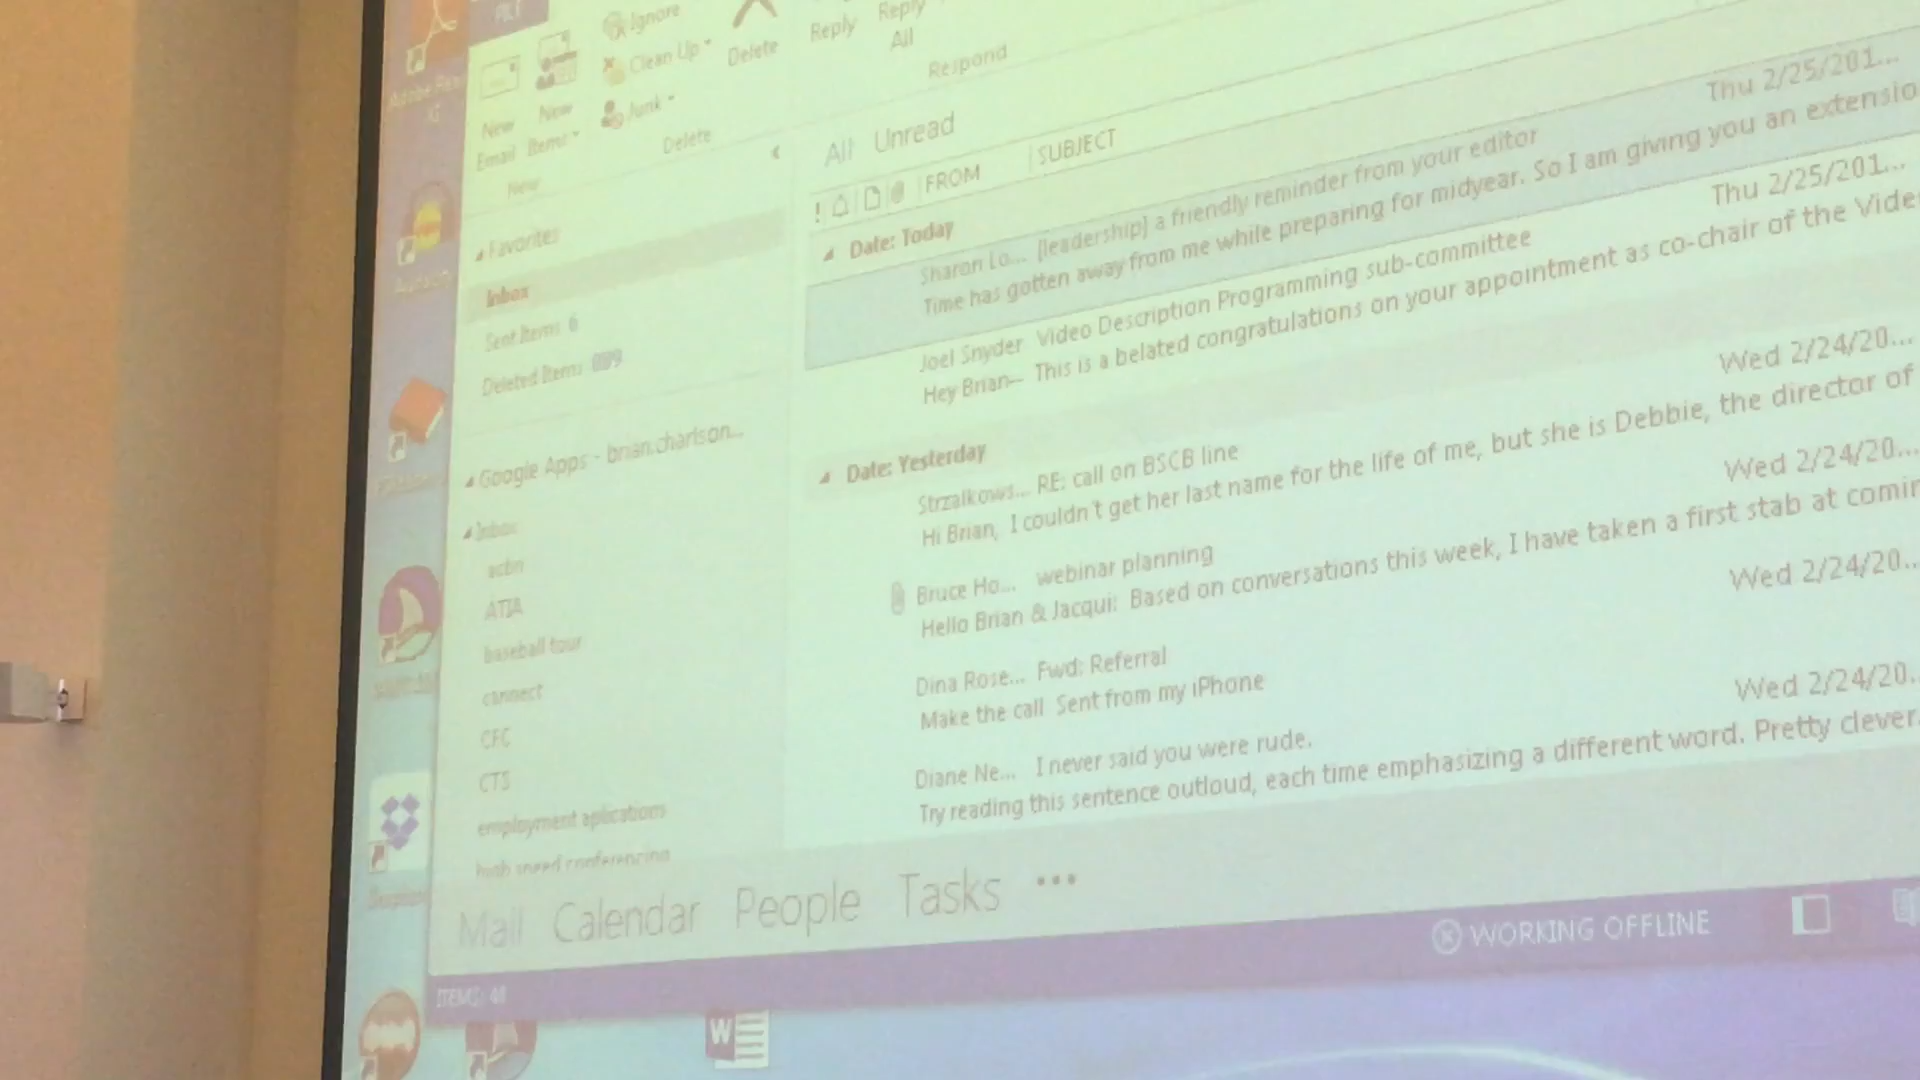 FILE
Ignore
Clean Up
Junk
Delete
Delete
New
Email
New
Items
New
Reply
Reply
All
Respond
Favorites
Inbox
Sent Items 6
Deleted Items
Google Apps - brian.charlson...
Inbox
acbn
ATIA
baseball tour
connect
CFC
CTS
employment aplications
high speed conferencing
All Unread
! FROM SUBJECT
Date: Today
Sharon Lo... [leadership] a friendly reminder from your editor Thu 2/25/201...
Time has gotten away from me while preparing for midyear. So I am giving you an extensio
Joel Snyder Video Description Programming sub-committee Thu 2/25/201...
Hey Brian-- This is a belated congratulations on your appointment as co-chair of the Vide
Date: Yesterday
Strzalkows... RE: call on BSCB line Wed 2/24/20...
Hi Brian, I couldn't get her last name for the life of me, but she is Debbie, the director of
Bruce Ho... webinar planning Wed 2/24/20...
Hello Brian & Jacqui: Based on conversations this week, I have taken a first stab at comin
Dina Rose... Fwd: Referral Wed 2/24/20...
Make the call Sent from my iPhone
Diane Ne... I never said you were rude. Wed 2/24/20...
Try reading this sentence outloud, each time emphasizing a different word. Pretty clever.
Mail Calendar People Tasks ...
WORKING OFFLINE
W